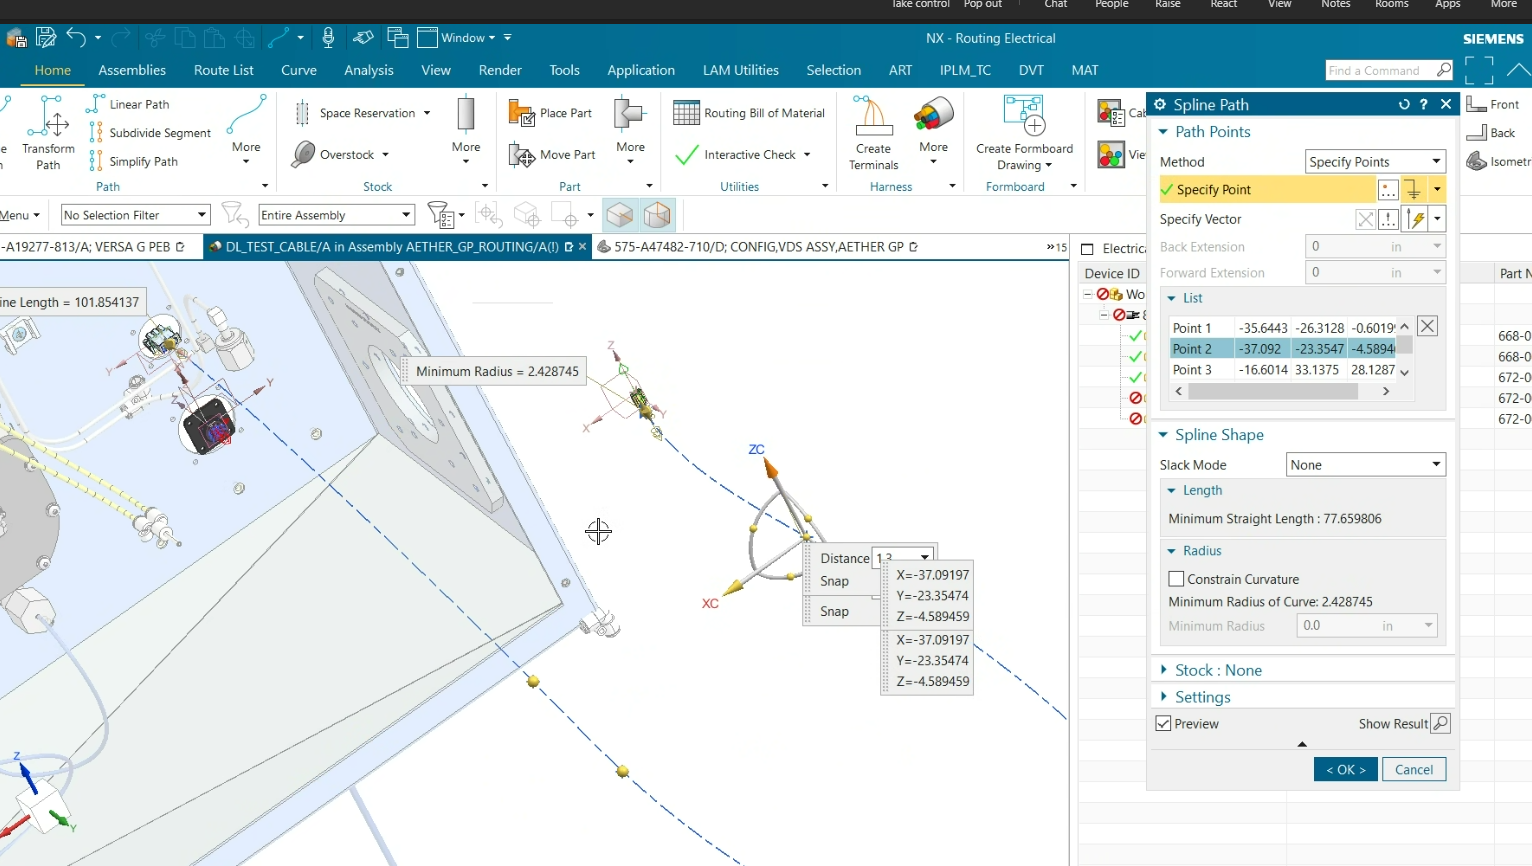 Take control Pop out Chat People Raise React View Notes Rooms Apps More
Window
NX - Routing Electrical
SIEMENS
Home Assemblies Route List Curve Analysis View Render Tools Application LAM Utilities Selection ART IPLM_TC DVT MAT
Find a Command
Transform Path
Linear Path
Subdivide Segment
Simplify Path
More
Path
Space Reservation
Overstock
More
Stock
Place Part
Move Part
More
Part
Routing Bill of Material
Interactive Check
Utilities
Create Terminals
More
Harness
Create Formboard Drawing
Formboard
Cab
Vie
Front
Back
Isometr
Menu
No Selection Filter
Entire Assembly
-A19277-813/A; VERSA G PEB
DL_TEST_CABLE/A in Assembly AETHER_GP_ROUTING/A(!)
575-A47482-710/D; CONFIG,VDS ASSY,AETHER GP
15
Electrica
Device ID
Part N
Wo
668-0
668-0
672-0
672-0
672-0
ine Length = 101.854137
Minimum Radius = 2.428745
Z
Y
X
Y
Y
Z
Y
ZC
XC
Distance 1.3
Snap
Snap
X=-37.09197
Y=-23.35474
Z=-4.589459
X=-37.09197
Y=-23.35474
Z=-4.589459
Z
Y
Spline Path
Path Points
Method Specify Points
Specify Point
Specify Vector
Back Extension 0 in
Forward Extension 0 in
List
Point 1 -35.6443 -26.3128 -0.6019
Point 2 -37.092 -23.3547 -4.5894
Point 3 -16.6014 33.1375 28.1287
Spline Shape
Slack Mode None
Length
Minimum Straight Length : 77.659806
Radius
Constrain Curvature
Minimum Radius of Curve: 2.428745
Minimum Radius 0.0 in
Stock : None
Settings
Preview Show Result
< OK > Cancel